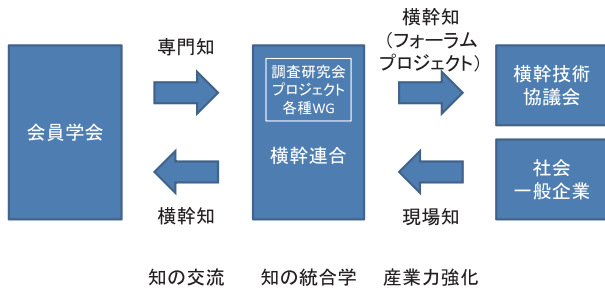 会員学会
専門知
横幹知
調査研究会
プロジェクト
各種WG
横幹連合
横幹知
（フォーラム
プロジェクト）
現場知
横幹技術
協議会
社会
一般企業
知の交流
知の統合学
産業力強化